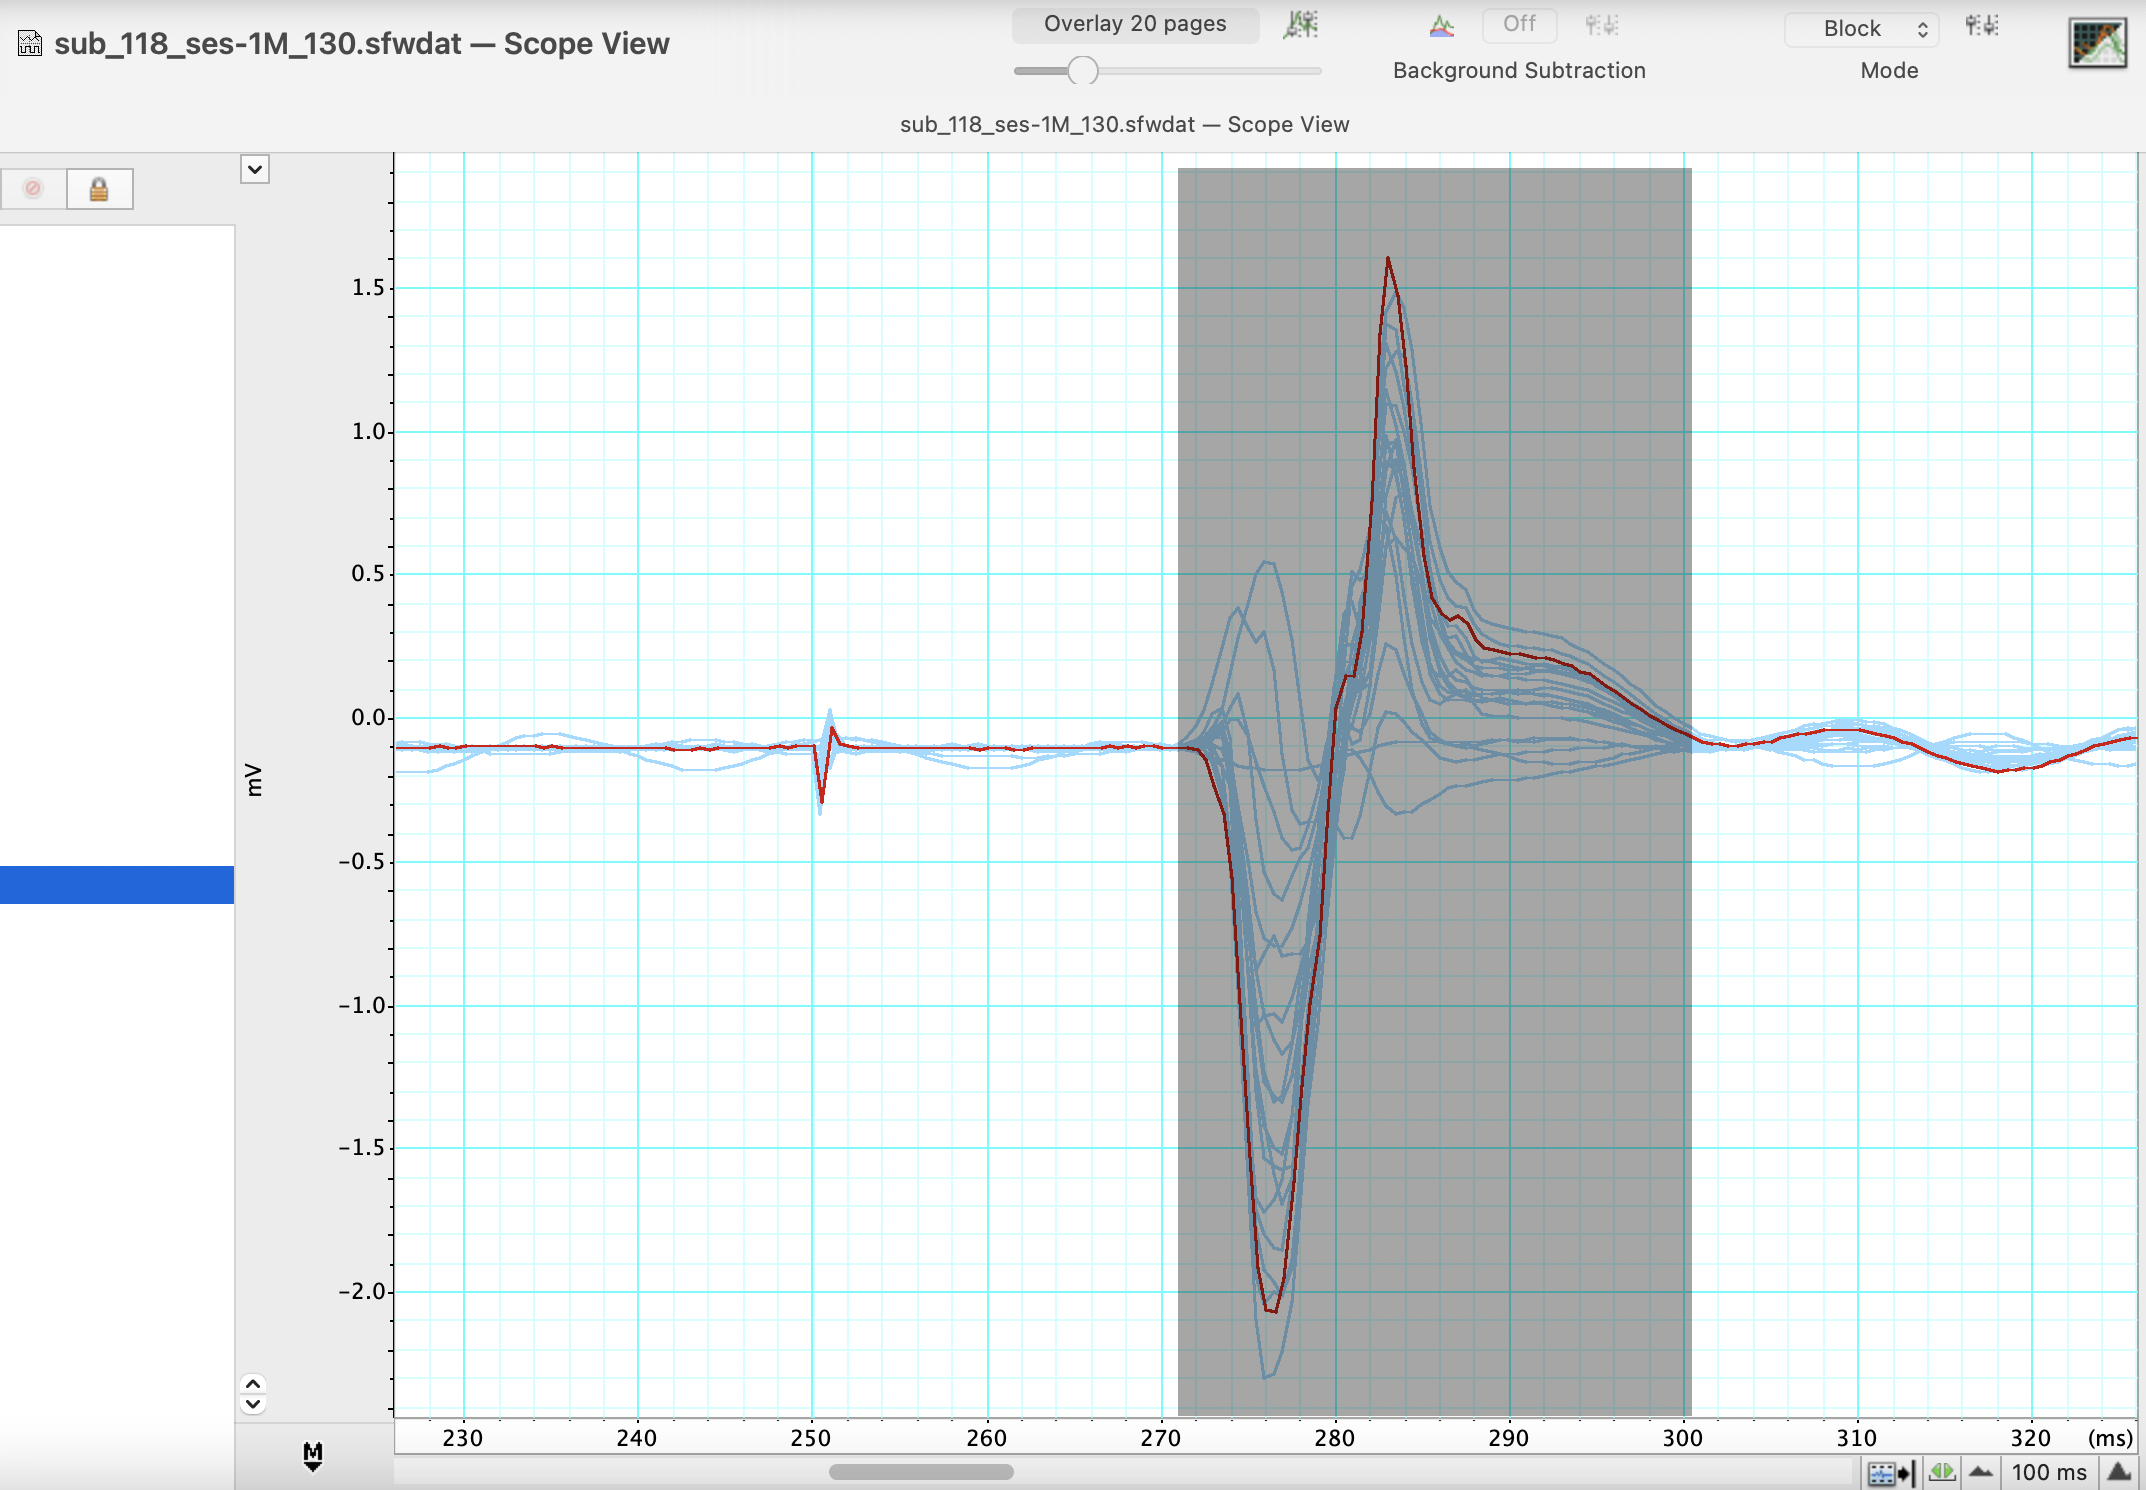 sub_118_ses-1M_130.sfwdat — Scope View
Overlay 20 pages
Off
Background Subtraction
Block
Mode
sub_118_ses-1M_130.sfwdat — Scope View
1.5
1.0
0.5
0.0
mV
−0.5
−1.0
−1.5
−2.0
M
230 240 250 260 270 280 290 300 310 320 (ms)
100 ms